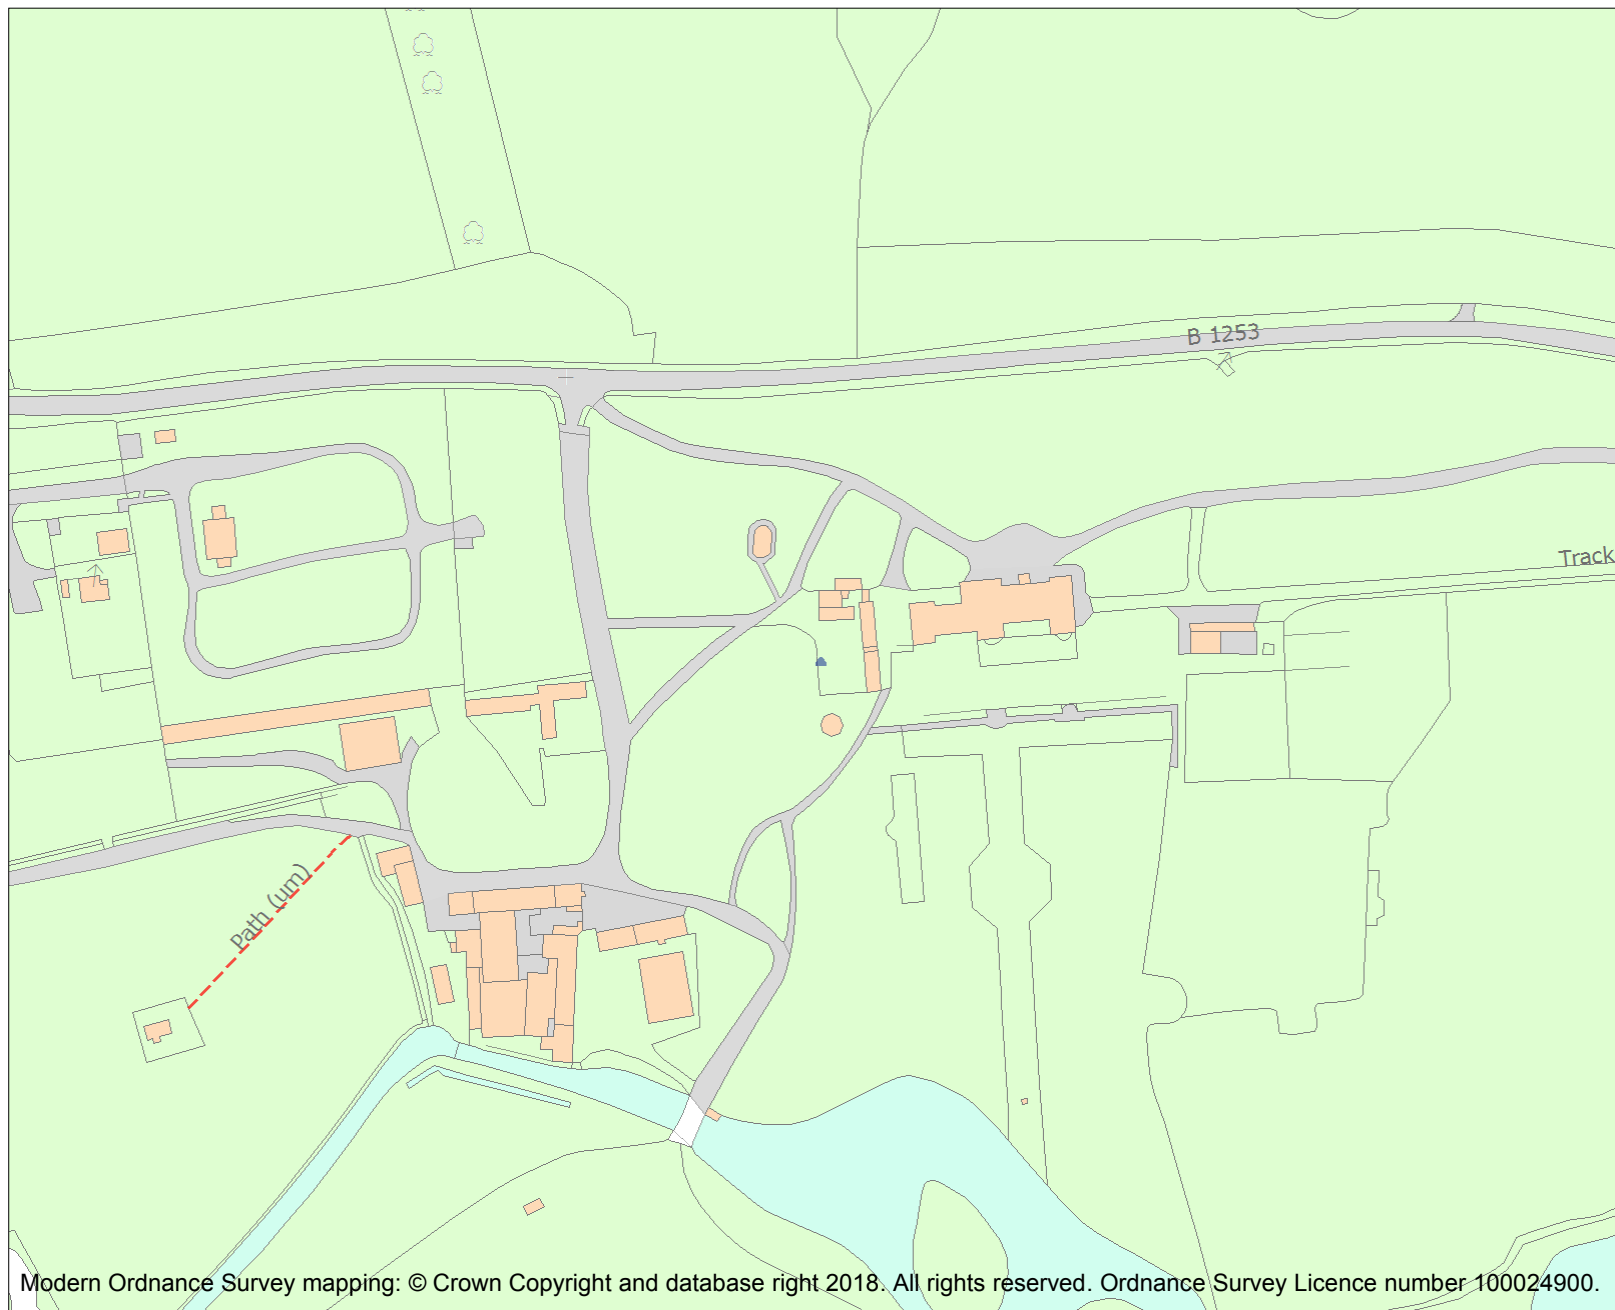 B 1253
Track
Path (um)
Modern Ordnance Survey mapping: © Crown Copyright and database right 2018. All rights reserved. Ordnance Survey Licence number 100024900.